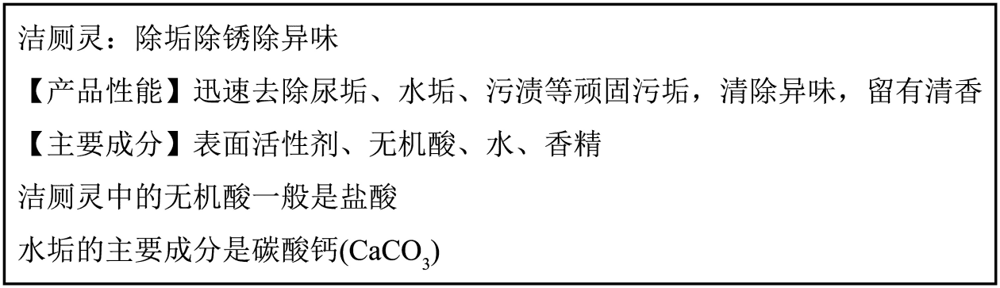 洁厕灵：除垢除锈除异味
【产品性能】迅速去除尿垢、水垢、污渍等顽固污垢，清除异味，留有清香
【主要成分】表面活性剂、无机酸、水、香精
洁厕灵中的无机酸一般是盐酸
水垢的主要成分是碳酸钙(CaCO₃)